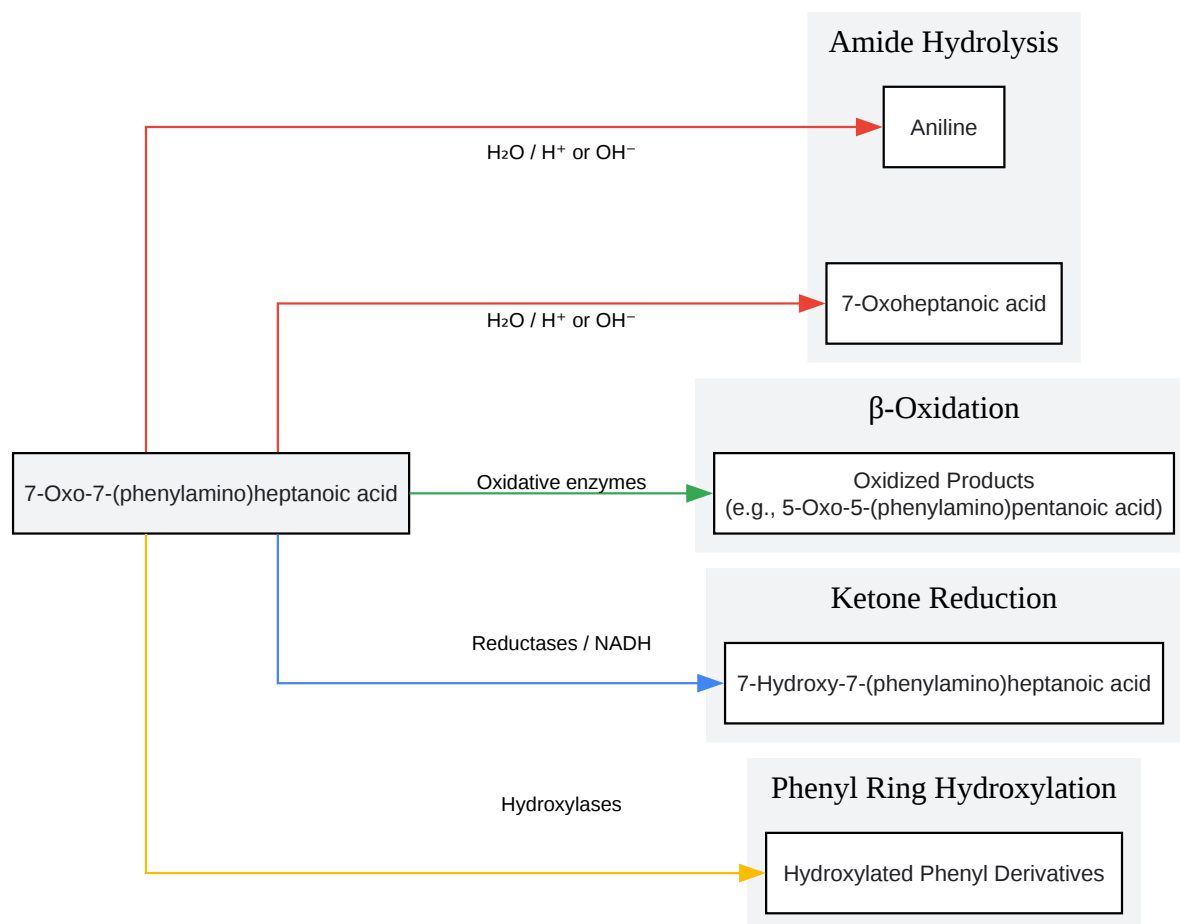 Amide Hydrolysis
Aniline
H₂O / H⁺ or OH⁻
7-Oxoheptanoic acid
H₂O / H⁺ or OH⁻
β-Oxidation
7-Oxo-7-(phenylamino)heptanoic acid
Oxidative enzymes
Oxidized Products
(e.g., 5-Oxo-5-(phenylamino)pentanoic acid)
Ketone Reduction
Reductases / NADH
7-Hydroxy-7-(phenylamino)heptanoic acid
Phenyl Ring Hydroxylation
Hydroxylases
Hydroxylated Phenyl Derivatives